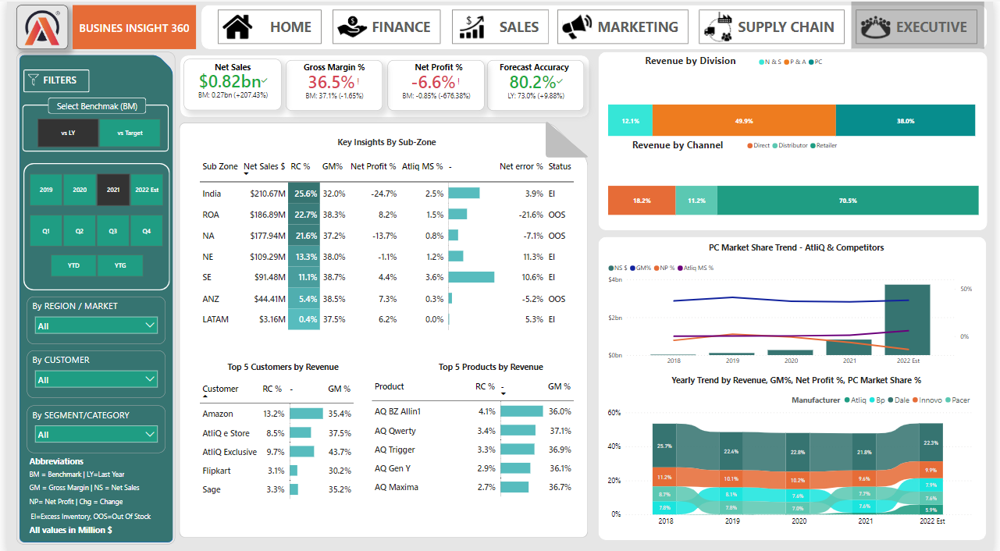 BUSINES INSIGHT 360
HOME
FINANCE
SALES
MARKETING
SUPPLY CHAIN
EXECUTIVE
FILTERS
Select Benchmak (BM)
vs LY
vs Target
2019
2020
2021
2022 Est
Q1
Q2
Q3
Q4
YTD
YTG
By REGION / MARKET
All
By CUSTOMER
All
By SEGMENT/CATEGORY
All
Abbreviations
BM = Benchmark | LY=Last Year
GM = Gross Margin | NS = Net Sales
NP= Net Profit | Chg = Change
EI=Excess Inventory, OOS=Out Of Stock
All values in Million $
Net Sales
$0.82bn✓
BM: 0.27bn (+207.43%)
Gross Margin %
36.5%!
BM: 37.1% (-1.65%)
Net Profit %
-6.6%!
BM: -0.85% (-676.38%)
Forecast Accuracy
80.2%✓
LY: 73.0% (+9.88%)
Key Insights By Sub-Zone
Sub Zone Net Sales $ RC % GM% Net Profit % Atliq MS % - Net error % Status
India $210.67M 25.6% 32.0% -24.7% 2.5% 3.9% EI
ROA $186.89M 22.7% 38.3% 8.2% 1.5% -21.6% OOS
NA $177.94M 21.6% 37.2% -13.7% 0.8% -7.1% OOS
NE $109.29M 13.3% 38.0% -1.1% 1.2% 11.3% EI
SE $91.48M 11.1% 38.7% 4.4% 3.6% 10.6% EI
ANZ $44.41M 5.4% 38.5% 7.3% 0.3% -5.2% OOS
LATAM $3.16M 0.4% 37.5% 6.2% 0.0% 5.3% EI
Top 5 Customers by Revenue
Customer RC % - GM %
Amazon 13.2% 35.4%
AtliQ e Store 8.5% 37.5%
AtliQ Exclusive 9.7% 43.7%
Flipkart 3.1% 30.2%
Sage 3.3% 35.2%
Top 5 Products by Revenue
Product RC % - GM %
AQ BZ Allin1 4.1% 36.0%
AQ Qwerty 3.4% 37.1%
AQ Trigger 3.3% 36.9%
AQ Gen Y 2.9% 36.1%
AQ Maxima 2.7% 36.7%
Revenue by Division
N & S P & A PC
12.1% 49.9% 38.0%
Revenue by Channel
Direct Distributor Retailer
18.2% 11.2% 70.5%
PC Market Share Trend - AtliQ & Competitors
NS $ GM% NP % Atliq MS %
$4bn
50%
$2bn
0%
$0bn
2018 2019 2020 2021 2022 Est
Yearly Trend by Revenue, GM%, Net Profit %, PC Market Share %
Manufacturer Atliq Bp Dale Innovo Pacer
60%
40%
20%
0%
25.7% 22.4% 22.8% 21.8% 22.3%
11.2% 10.1% 10.2% 9.6% 9.9%
8.7% 8.1% 7.6% 7.7% 7.9%
7.8% 7.8% 7.0% 7.6% 7.6%
5.9%
2018 2019 2020 2021 2022 Est